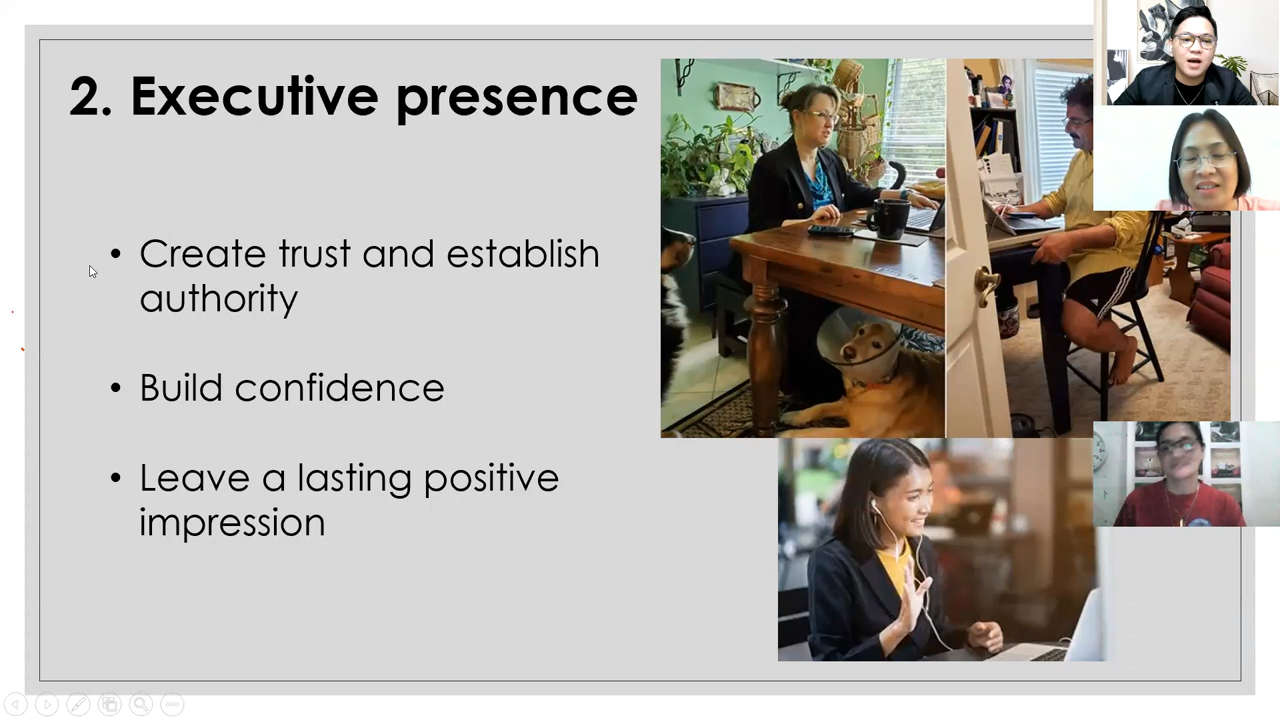 2. Executive presence
• Create trust and establish
authority
• Build confidence
• Leave a lasting positive
impression